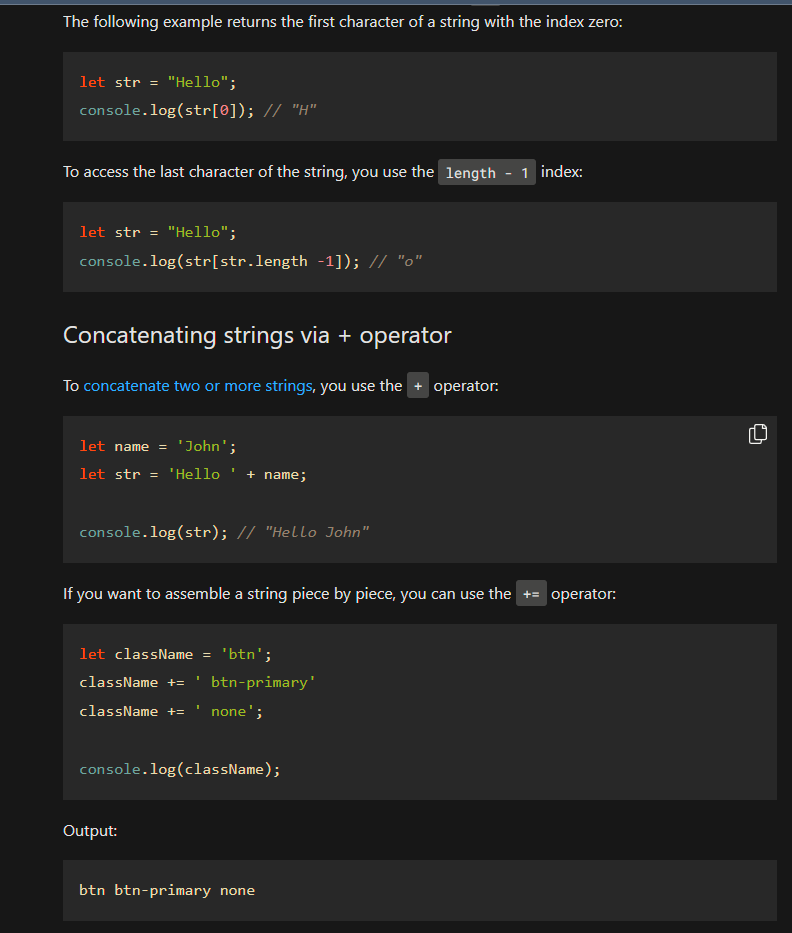 The following example returns the first character of a string with the index zero:
let str = "Hello";
console.log(str[0]); // "H"
To access the last character of the string, you use the length - 1 index:
let str = "Hello";
console.log(str[str.length -1]); // "o"
Concatenating strings via + operator
To concatenate two or more strings, you use the + operator:
let name = 'John';
let str = 'Hello ' + name;
console.log(str); // "Hello John"
If you want to assemble a string piece by piece, you can use the += operator:
let className = 'btn';
className += ' btn-primary'
className += ' none';
console.log(className);
Output:
btn btn-primary none